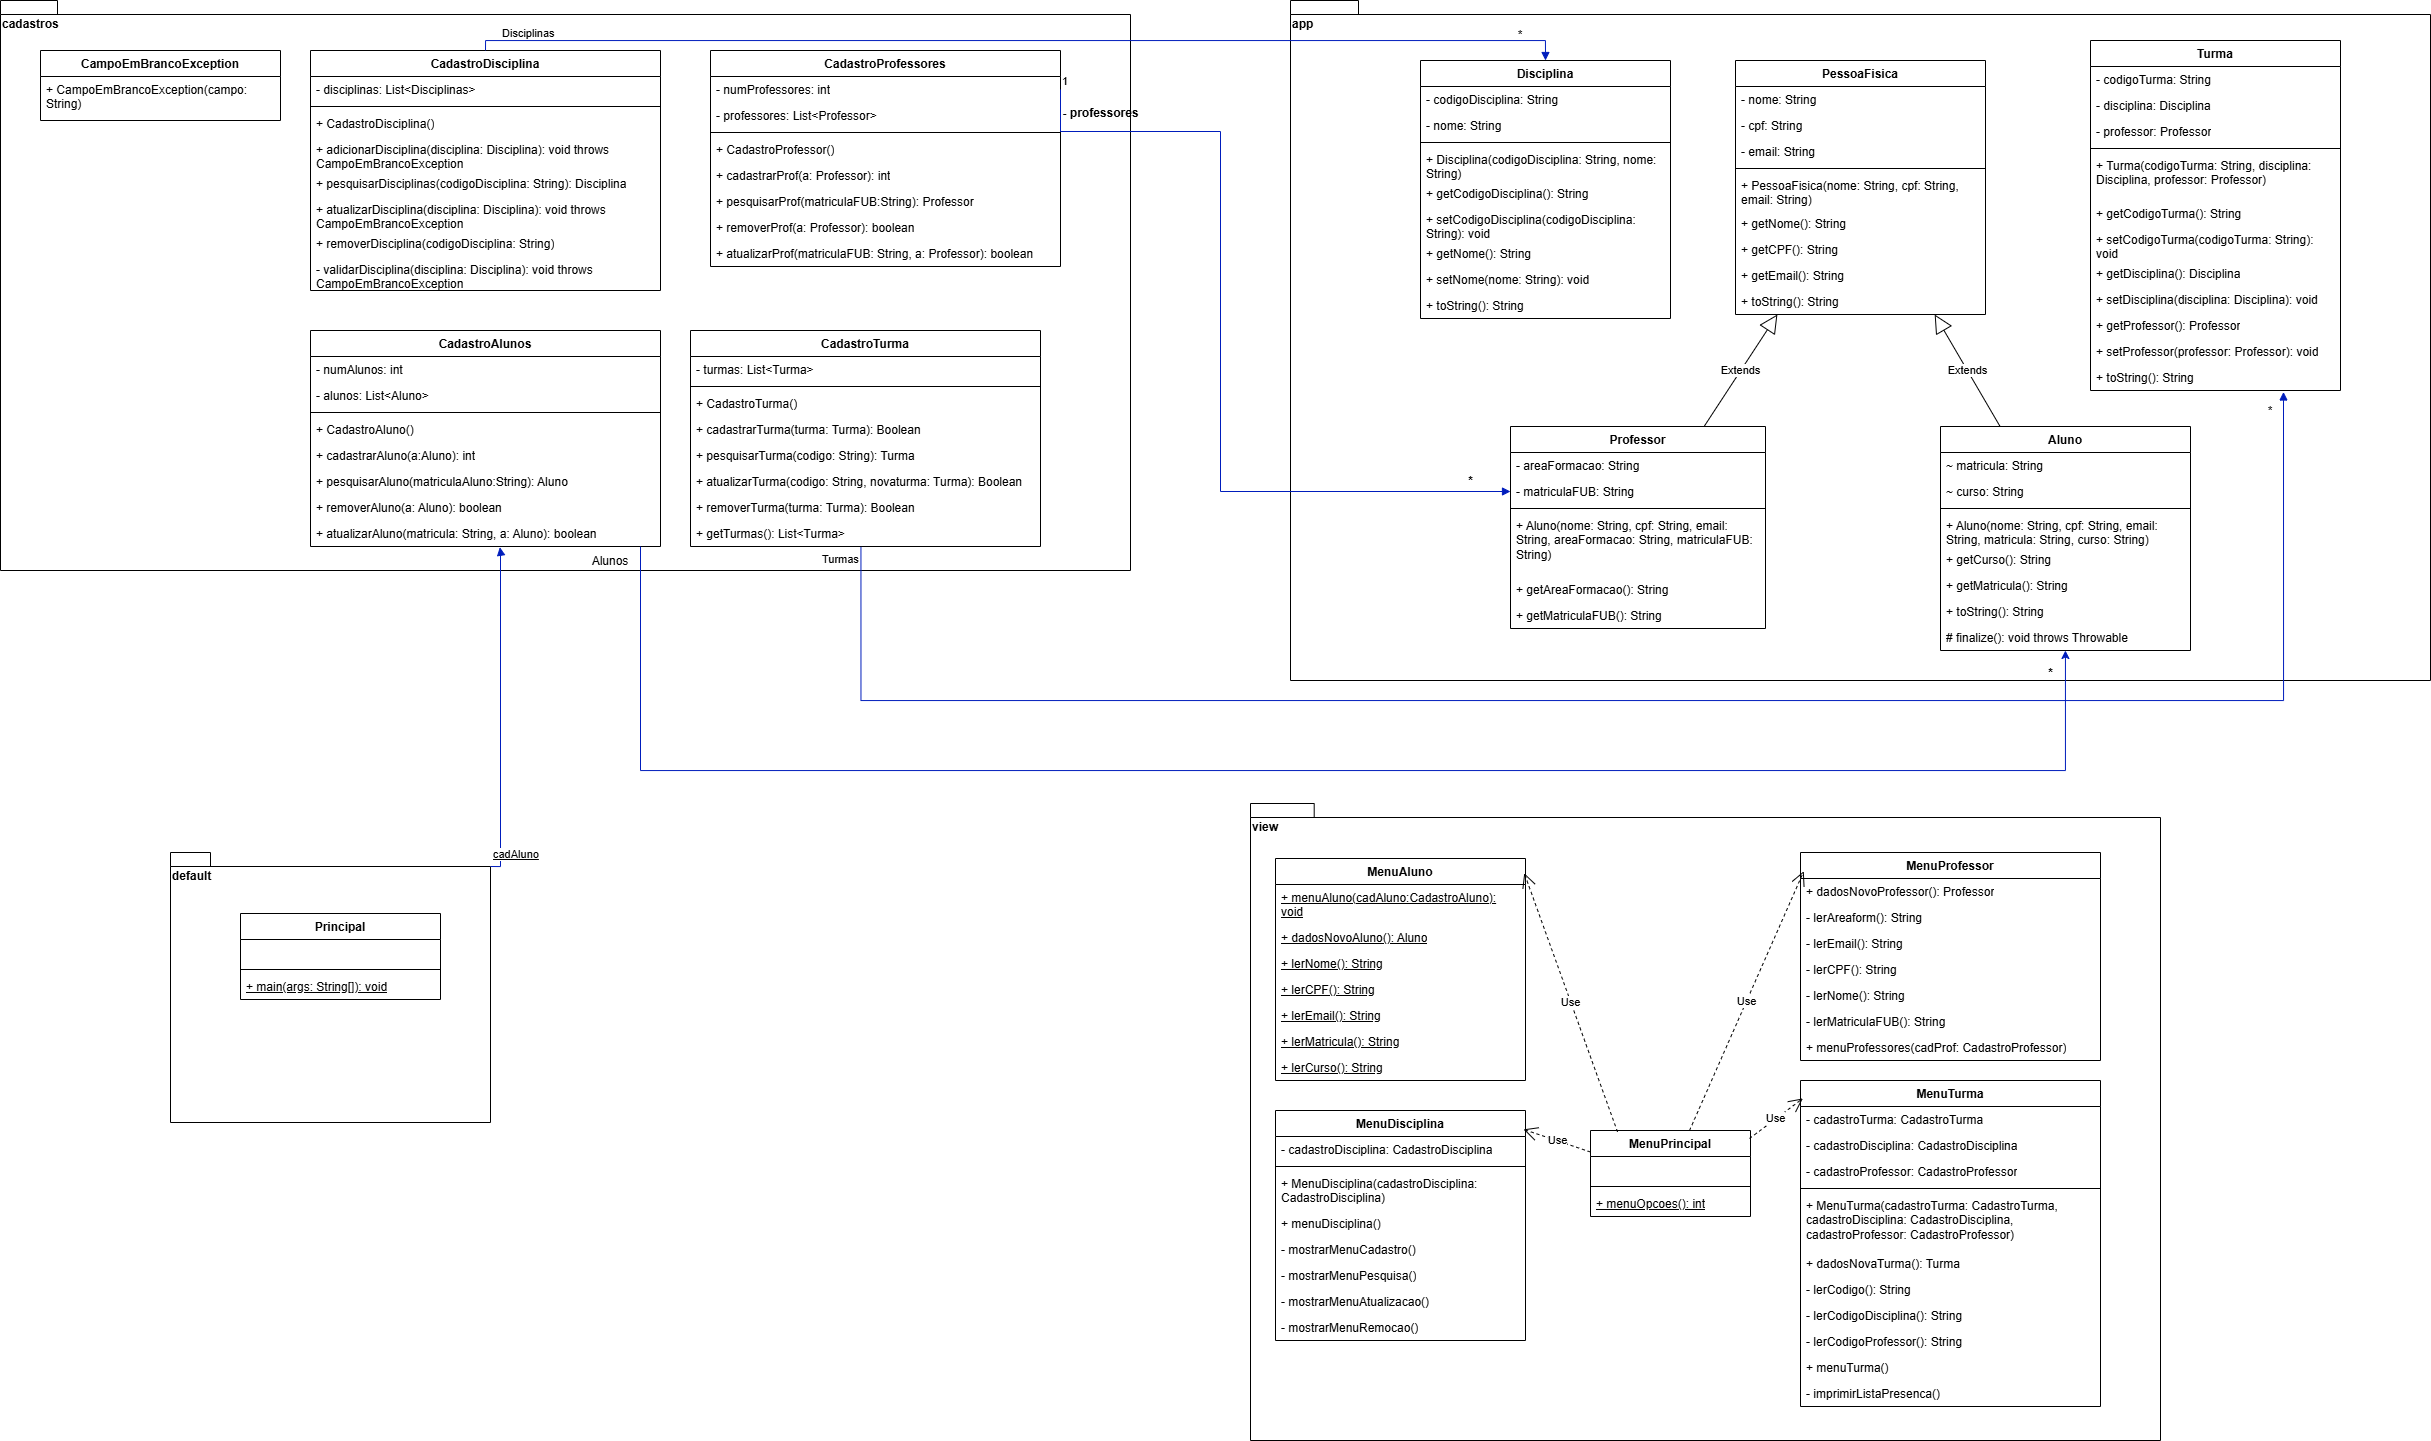 cadastros
CampoEmBrancoException
+ CampoEmBrancoException(campo:
String)
Disciplinas
CadastroDisciplina
- disciplinas: List<Disciplinas>
+ CadastroDisciplina()
+ adicionarDisciplina(disciplina: Disciplina): void throws
CampoEmBrancoException
+ pesquisarDisciplinas(codigoDisciplina: String): Disciplina
+ atualizarDisciplina(disciplina: Disciplina): void throws
CampoEmBrancoException
+ removerDisciplina(codigoDisciplina: String)
- validarDisciplina(disciplina: Disciplina): void throws
CampoEmBrancoException
CadastroProfessores
- numProfessores: int
- professores: List<Professor>
+ CadastroProfessor()
+ cadastrarProf(a: Professor): int
+ pesquisarProf(matriculaFUB:String): Professor
+ removerProf(a: Professor): boolean
+ atualizarProf(matriculaFUB: String, a: Professor): boolean
1
- professores
CadastroAlunos
- numAlunos: int
- alunos: List<Aluno>
+ CadastroAluno()
+ cadastrarAluno(a:Aluno): int
+ pesquisarAluno(matriculaAluno:String): Aluno
+ removerAluno(a: Aluno): boolean
+ atualizarAluno(matricula: String, a: Aluno): boolean
Alunos
CadastroTurma
- turmas: List<Turma>
+ CadastroTurma()
+ cadastrarTurma(turma: Turma): Boolean
+ pesquisarTurma(codigo: String): Turma
+ atualizarTurma(codigo: String, novaturma: Turma): Boolean
+ removerTurma(turma: Turma): Boolean
+ getTurmas(): List<Turma>
Turmas
app
*
Disciplina
- codigoDisciplina: String
- nome: String
+ Disciplina(codigoDisciplina: String, nome:
String)
+ getCodigoDisciplina(): String
+ setCodigoDisciplina(codigoDisciplina:
String): void
+ getNome(): String
+ setNome(nome: String): void
+ toString(): String
PessoaFisica
- nome: String
- cpf: String
- email: String
+ PessoaFisica(nome: String, cpf: String,
email: String)
+ getNome(): String
+ getCPF(): String
+ getEmail(): String
+ toString(): String
Turma
- codigoTurma: String
- disciplina: Disciplina
- professor: Professor
+ Turma(codigoTurma: String, disciplina:
Disciplina, professor: Professor)
+ getCodigoTurma(): String
+ setCodigoTurma(codigoTurma: String):
void
+ getDisciplina(): Disciplina
+ setDisciplina(disciplina: Disciplina): void
+ getProfessor(): Professor
+ setProfessor(professor: Professor): void
+ toString(): String
*
Extends
Extends
*
Professor
- areaFormacao: String
- matriculaFUB: String
+ Aluno(nome: String, cpf: String, email:
String, areaFormacao: String, matriculaFUB:
String)
+ getAreaFormacao(): String
+ getMatriculaFUB(): String
Aluno
~ matricula: String
~ curso: String
+ Aluno(nome: String, cpf: String, email:
String, matricula: String, curso: String)
+ getCurso(): String
+ getMatricula(): String
+ toString(): String
# finalize(): void throws Throwable
*
cadAluno
default
Principal
+ main(args: String[]): void
view
MenuAluno
+ menuAluno(cadAluno:CadastroAluno):
void
+ dadosNovoAluno(): Aluno
+ lerNome(): String
+ lerCPF(): String
+ lerEmail(): String
+ lerMatricula(): String
+ lerCurso(): String
MenuProfessor
+ dadosNovoProfessor(): Professor
- lerAreaform(): String
- lerEmail(): String
- lerCPF(): String
- lerNome(): String
- lerMatriculaFUB(): String
+ menuProfessores(cadProf: CadastroProfessor)
Use
Use
Use
Use
MenuDisciplina
- cadastroDisciplina: CadastroDisciplina
+ MenuDisciplina(cadastroDisciplina:
CadastroDisciplina)
+ menuDisciplina()
- mostrarMenuCadastro()
- mostrarMenuPesquisa()
- mostrarMenuAtualizacao()
- mostrarMenuRemocao()
MenuPrincipal
+ menuOpcoes(): int
MenuTurma
- cadastroTurma: CadastroTurma
- cadastroDisciplina: CadastroDisciplina
- cadastroProfessor: CadastroProfessor
+ MenuTurma(cadastroTurma: CadastroTurma,
cadastroDisciplina: CadastroDisciplina,
cadastroProfessor: CadastroProfessor)
+ dadosNovaTurma(): Turma
- lerCodigo(): String
- lerCodigoDisciplina(): String
- lerCodigoProfessor(): String
+ menuTurma()
- imprimirListaPresenca()